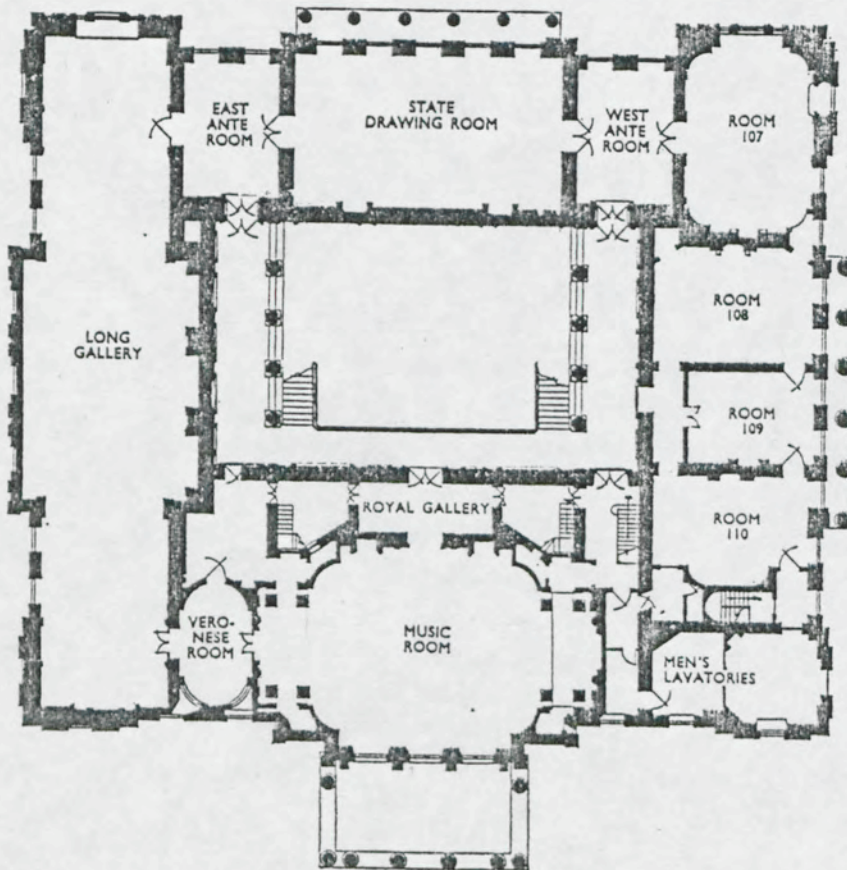 EAST
ANTE
ROOM
STATE
DRAWING ROOM
WEST
ANTE
ROOM
ROOM
107
LONG
GALLERY
ROOM
108
ROOM
109
ROYAL GALLERY
ROOM
110
VERO-
NESE
ROOM
MUSIC
ROOM
MEN'S
LAVATORIES